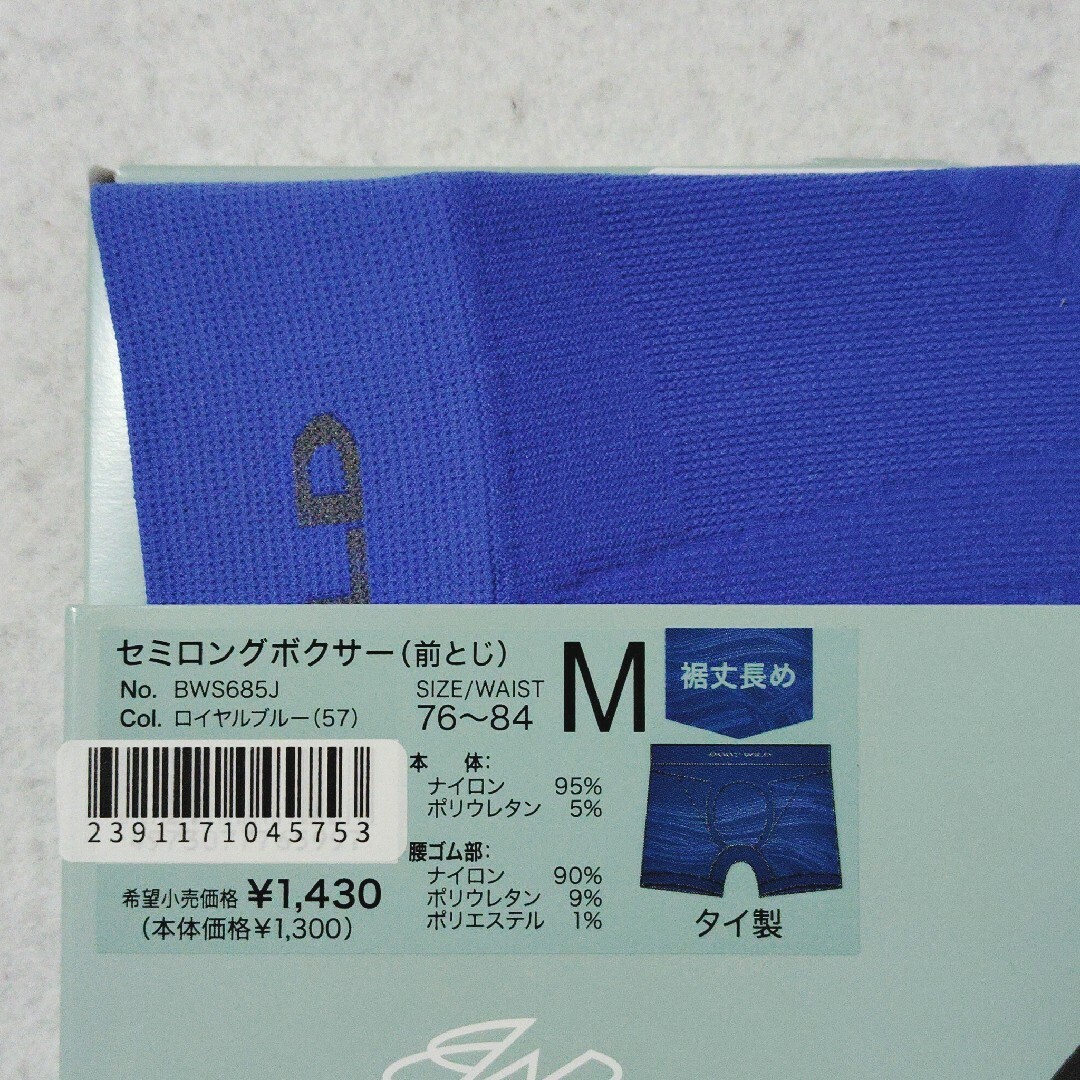 LD
セミロングボクサー(前とじ)
No. BWS685J
Col. ロイヤルブルー(57)
SIZE/WAIST
76～84
M
裾丈長め
2391171045753
希望小売価格 ¥1,430
(本体価格¥1,300)
本 体:
ナイロン 95%
ポリウレタン 5%
腰ゴム部:
ナイロン 90%
ポリウレタン 9%
ポリエステル 1%
タイ製